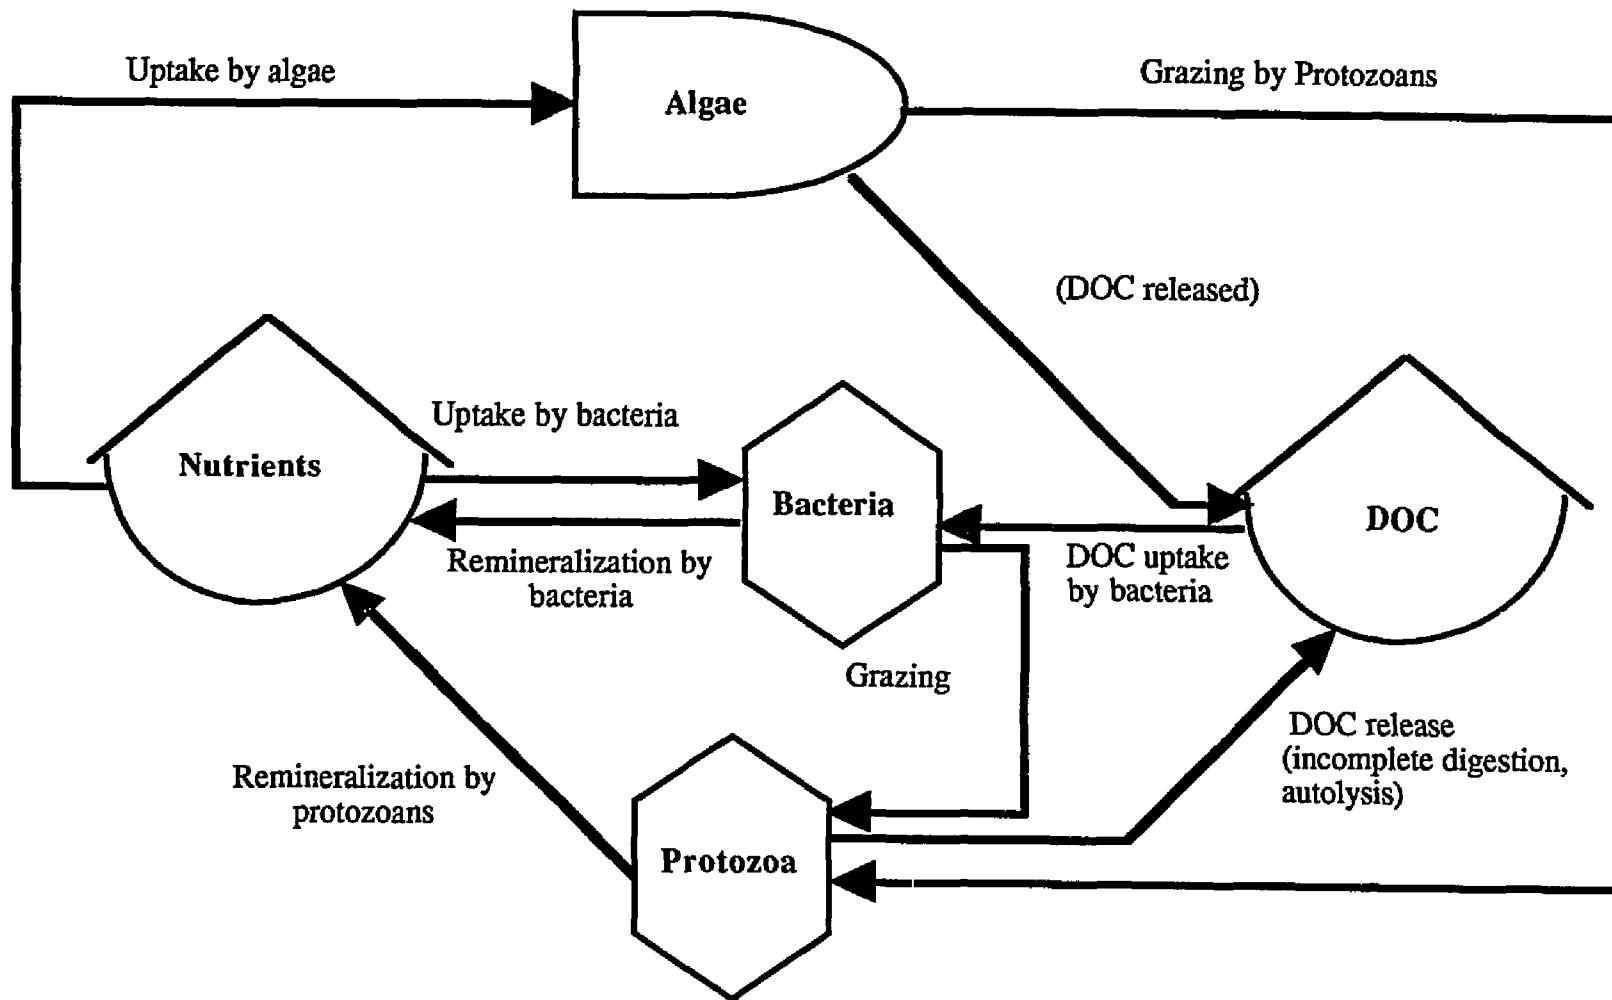 Uptake by algae
Algae
Grazing by Protozoans
(DOC released)
Uptake by bacteria
Nutrients
Bacteria
DOC
Remineralization by
bacteria
DOC uptake
by bacteria
Grazing
DOC release
(incomplete digestion,
autolysis)
Remineralization by
protozoans
Protozoa